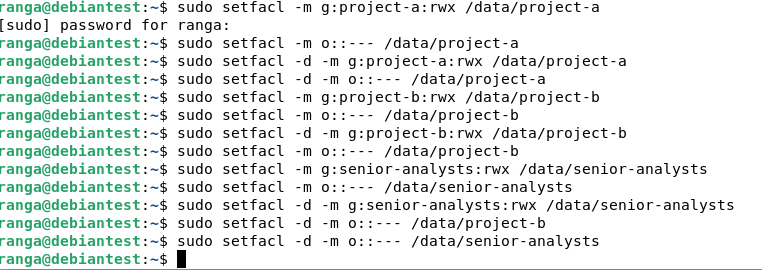 ranga@debiantest:~$ sudo setfacl -m g:project-a:rwx /data/project-a
[sudo] password for ranga:
ranga@debiantest:~$ sudo setfacl -m o::--- /data/project-a
ranga@debiantest:~$ sudo setfacl -d -m g:project-a:rwx /data/project-a
ranga@debiantest:~$ sudo setfacl -d -m o::--- /data/project-a
ranga@debiantest:~$ sudo setfacl -m g:project-b:rwx /data/project-b
ranga@debiantest:~$ sudo setfacl -m o::--- /data/project-b
ranga@debiantest:~$ sudo setfacl -d -m g:project-b:rwx /data/project-b
ranga@debiantest:~$ sudo setfacl -m o::--- /data/project-b
ranga@debiantest:~$ sudo setfacl -m g:senior-analysts:rwx /data/senior-analysts
ranga@debiantest:~$ sudo setfacl -m o::--- /data/senior-analysts
ranga@debiantest:~$ sudo setfacl -d -m g:senior-analysts:rwx /data/senior-analysts
ranga@debiantest:~$ sudo setfacl -d -m o::--- /data/project-b
ranga@debiantest:~$ sudo setfacl -d -m o::--- /data/senior-analysts
ranga@debiantest:~$